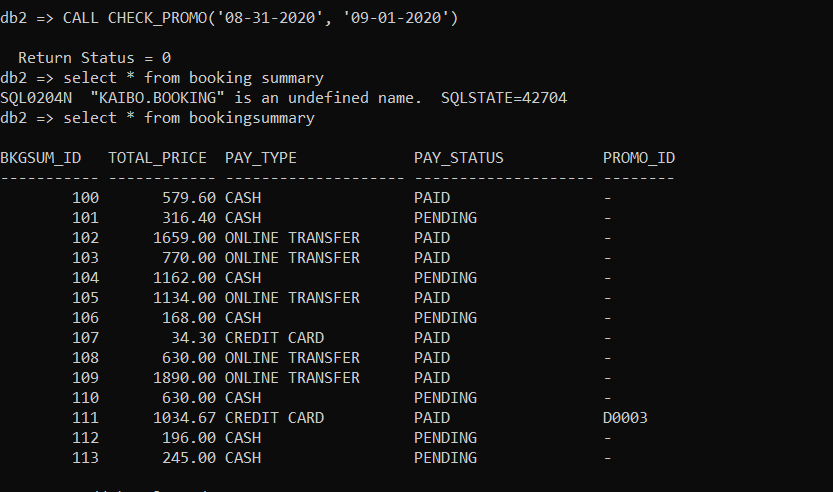 db2 => CALL CHECK_PROMO('08-31-2020', '09-01-2020')
Return Status = 0
db2 => select * from booking summary
SQL0204N  "KAIBO.BOOKING" is an undefined name.  SQLSTATE=42704
db2 => select * from bookingsummary
BKGSUM_ID   TOTAL_PRICE  PAY_TYPE             PAY_STATUS           PROMO_ID
----------- ------------ -------------------- -------------------- --------
100       579.60 CASH                 PAID                 -
101       316.40 CASH                 PENDING              -
102      1659.00 ONLINE TRANSFER      PAID                 -
103       770.00 ONLINE TRANSFER      PAID                 -
104      1162.00 CASH                 PENDING              -
105      1134.00 ONLINE TRANSFER      PAID                 -
106       168.00 CASH                 PENDING              -
107        34.30 CREDIT CARD          PAID                 -
108       630.00 ONLINE TRANSFER      PAID                 -
109      1890.00 ONLINE TRANSFER      PAID                 -
110       630.00 CASH                 PENDING              -
111      1034.67 CREDIT CARD          PAID                 D0003
112       196.00 CASH                 PENDING              -
113       245.00 CASH                 PENDING              -